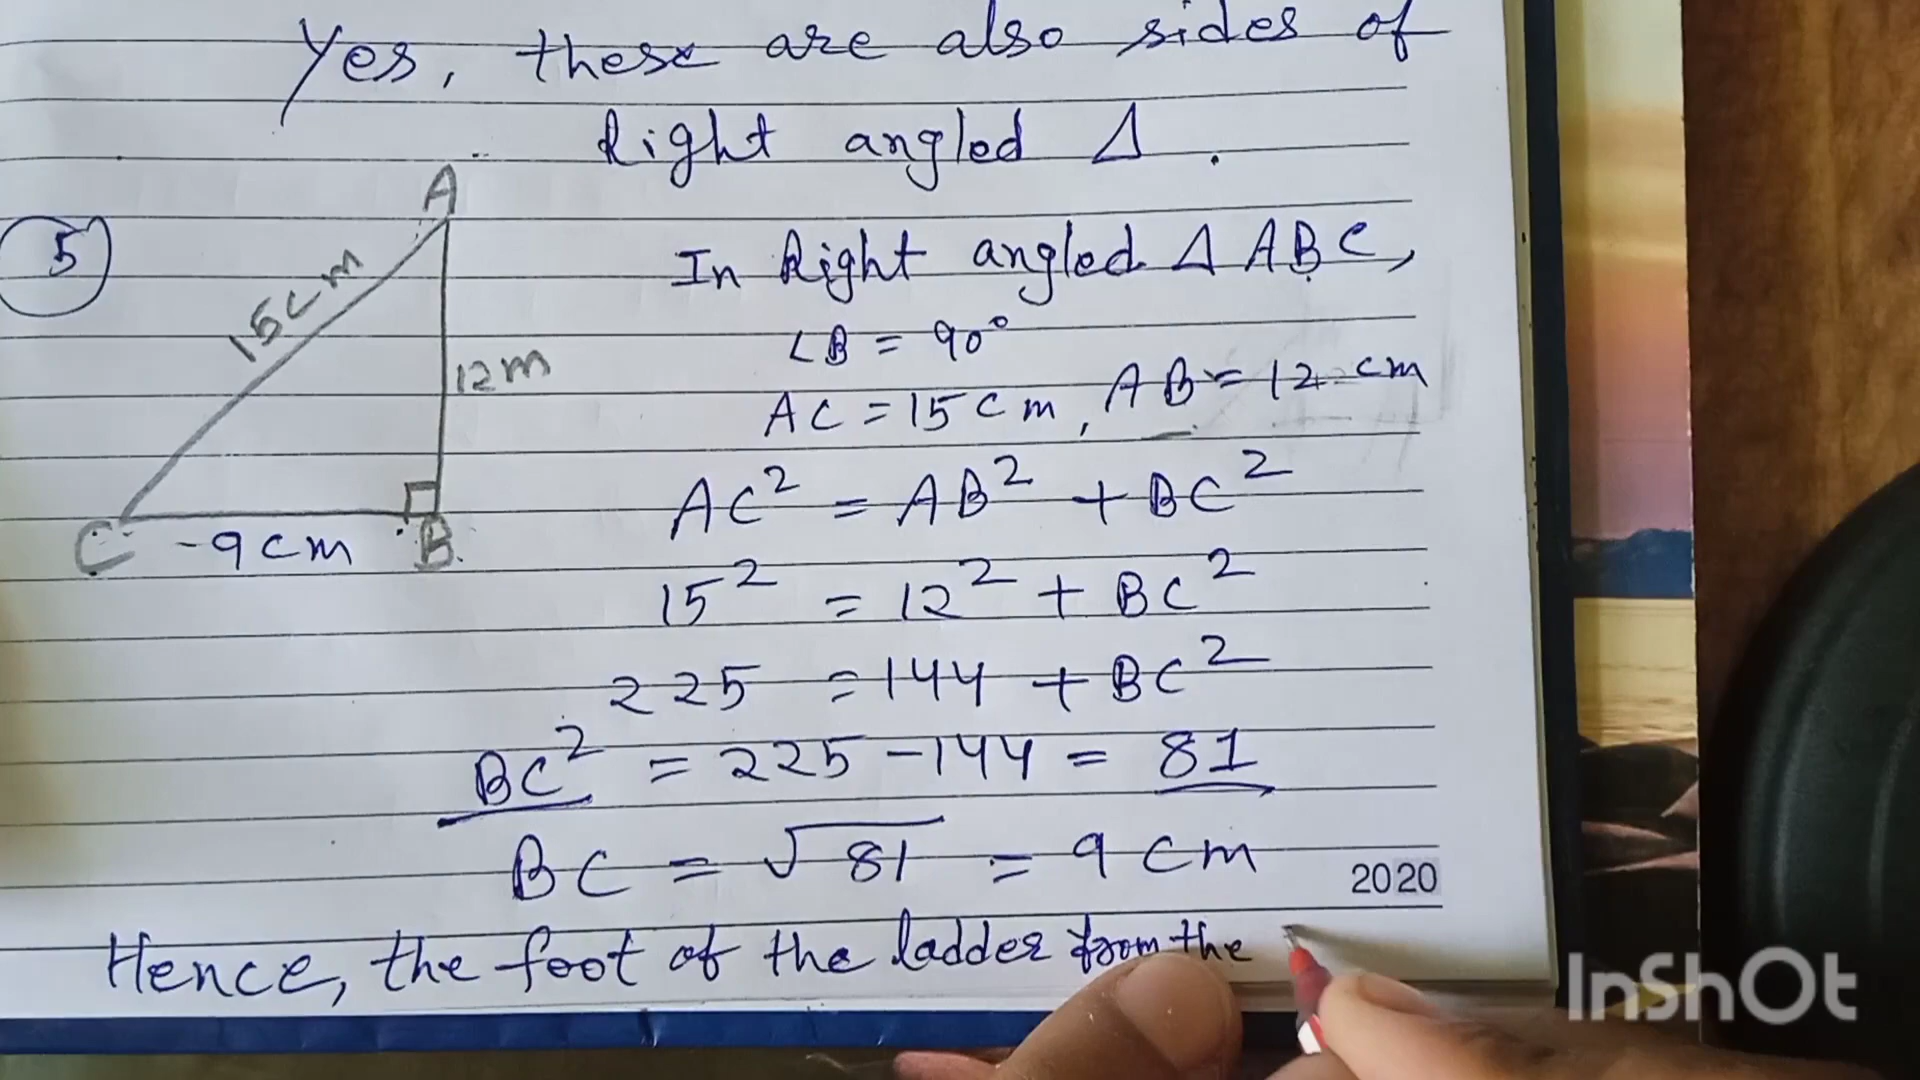 Yes, these are also sides of
Right angled Δ.
5
A
15cm
12m
C
9cm
B
In Right angled Δ ABC,
∠B = 90°
AC = 15cm, AB = 12 cm
AC² = AB² + BC²
15² = 12² + BC²
225 = 144 + BC²
BC² = 225 - 144 = 81
BC = √81 = 9 cm
2020
Hence, the foot of the ladder from the
InShOt